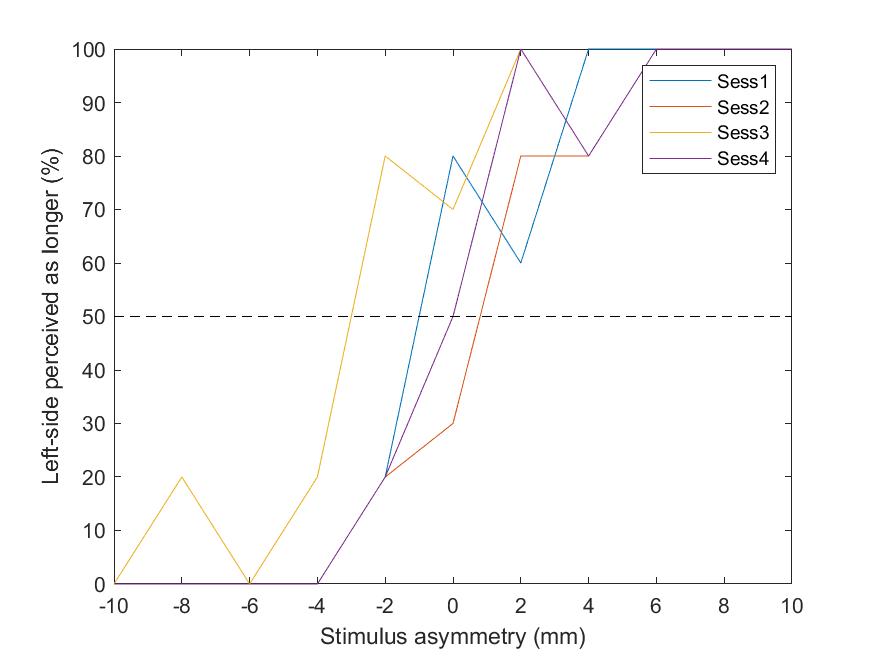 100
90
80
70
60
50
40
30
20
10
0
Left-side perceived as longer (%)
Sess1
Sess2
Sess3
Sess4
-10 -8 -6 -4 -2 0 2 4 6 8 10
Stimulus asymmetry (mm)